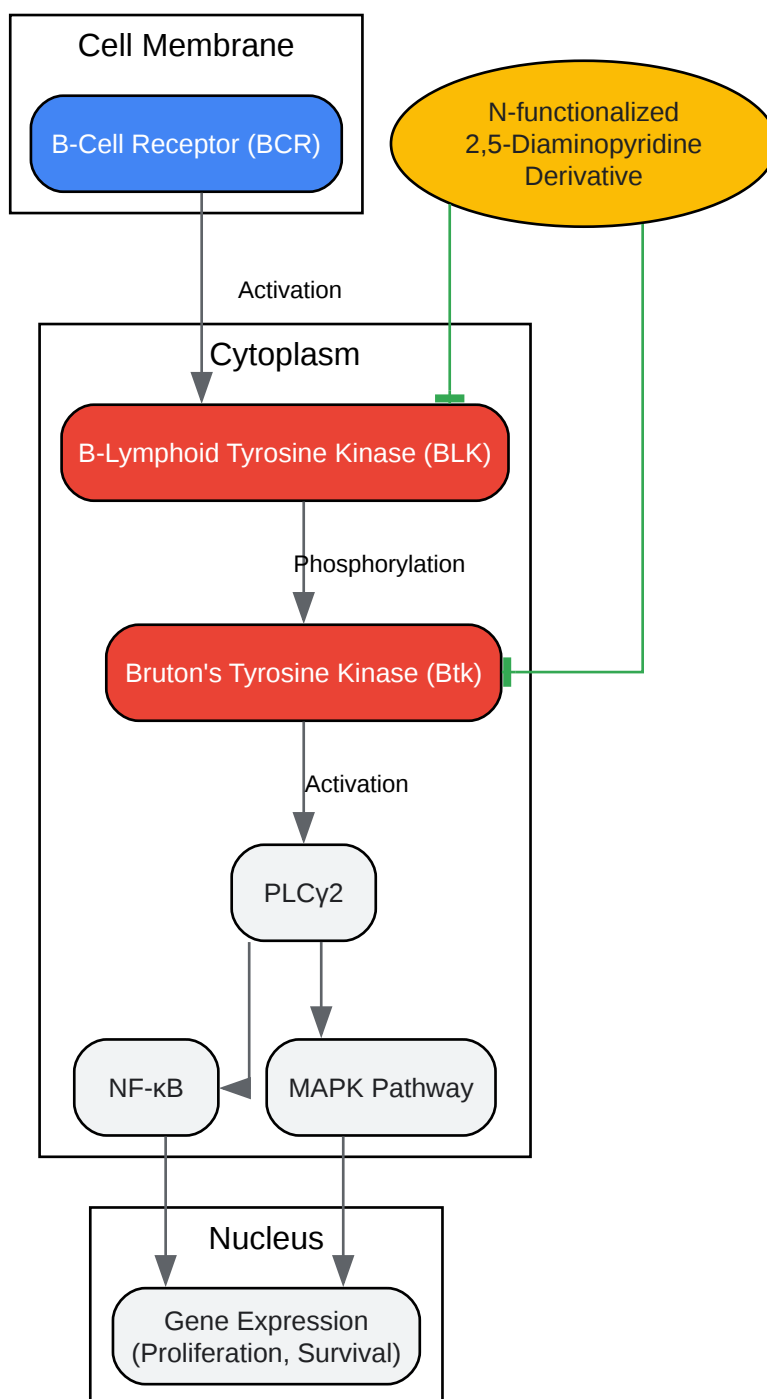 Cell Membrane
B-Cell Receptor (BCR)
N-functionalized
2,5-Diaminopyridine
Derivative
Activation
Cytoplasm
B-Lymphoid Tyrosine Kinase (BLK)
Phosphorylation
Bruton's Tyrosine Kinase (Btk)
Activation
PLCγ2
NF-κB
MAPK Pathway
Nucleus
Gene Expression
(Proliferation, Survival)